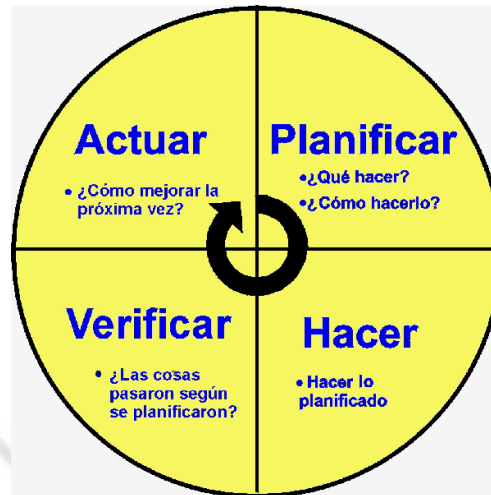 Actuar
• ¿Cómo mejorar la
próxima vez?
Planificar
•¿Qué hacer?
•¿Cómo hacerlo?
Verificar
• ¿Las cosas
pasaron según
se planificaron?
Hacer
• Hacer lo
planificado